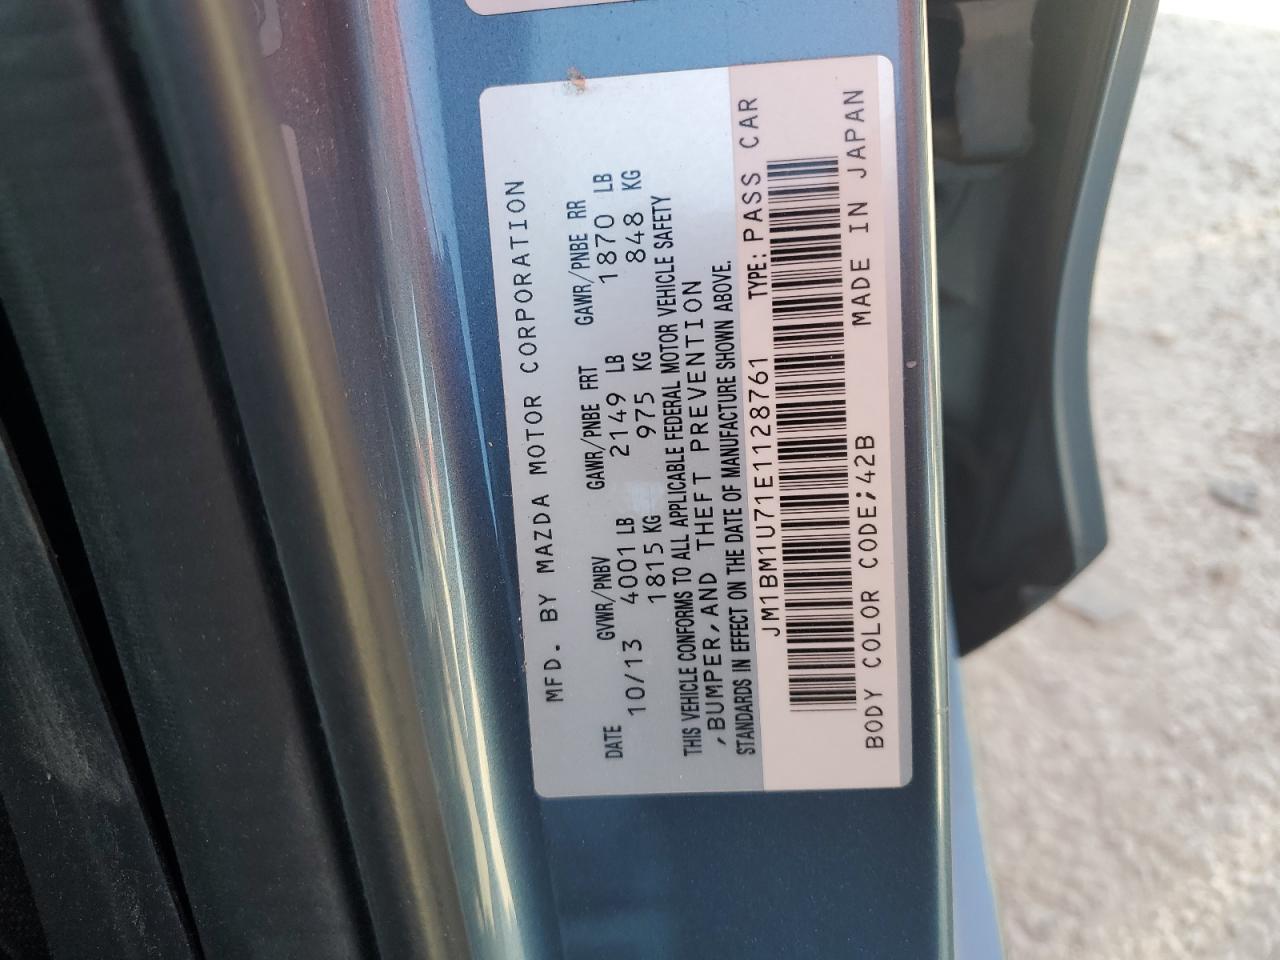 MFD. BY MAZDA MOTOR CORPORATION
DATE GVWR/PNBV GAWR/PNBE FRT GAWR/PNBE RR
10/13 4001 LB 2149 LB 1870 LB
1815 KG 975 KG 848 KG
THIS VEHICLE CONFORMS TO ALL APPLICABLE FEDERAL MOTOR VEHICLE SAFETY
,BUMPER,AND THEFT PREVENTION
STANDARDS IN EFFECT ON THE DATE OF MANUFACTURE SHOWN ABOVE.
JM1BM1U71E1128761 TYPE: PASS CAR
BODY COLOR CODE;42B MADE IN JAPAN